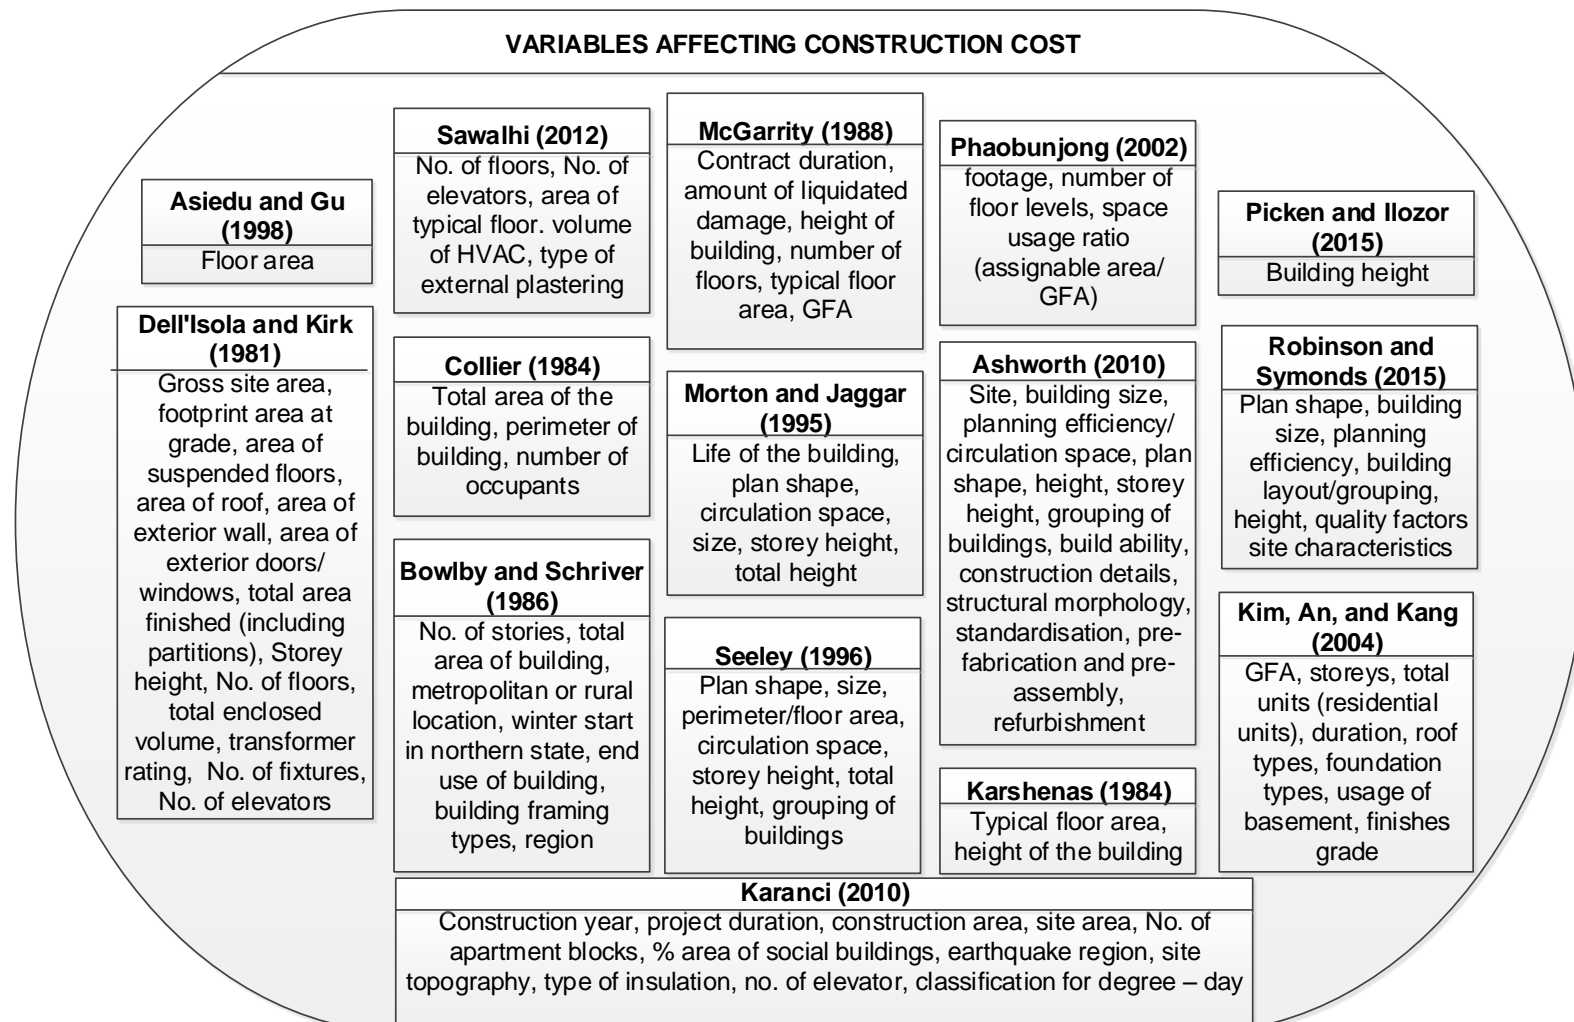 VARIABLES AFFECTING CONSTRUCTION COST
Asiedu and Gu
(1998)
Floor area
Dell'Isola and Kirk
(1981)
Gross site area,
footprint area at
grade, area of
suspended floors,
area of roof, area of
exterior wall, area of
exterior doors/
windows, total area
finished (including
partitions), Storey
height, No. of floors,
total enclosed
volume, transformer
rating, No. of fixtures,
No. of elevators
Sawalhi (2012)
No. of floors, No. of
elevators, area of
typical floor. volume
of HVAC, type of
external plastering
Collier (1984)
Total area of the
building, perimeter of
building, number of
occupants
Bowlby and Schriver
(1986)
No. of stories, total
area of building,
metropolitan or rural
location, winter start
in northern state, end
use of building,
building framing
types, region
McGarrity (1988)
Contract duration,
amount of liquidated
damage, height of
building, number of
floors, typical floor
area, GFA
Morton and Jaggar
(1995)
Life of the building,
plan shape,
circulation space,
size, storey height,
total height
Seeley (1996)
Plan shape, size,
perimeter/floor area,
circulation space,
storey height, total
height, grouping of
buildings
Phaobunjong (2002)
footage, number of
floor levels, space
usage ratio
(assignable area/
GFA)
Ashworth (2010)
Site, building size,
planning efficiency/
circulation space, plan
shape, height, storey
height, grouping of
buildings, build ability,
construction details,
structural morphology,
standardisation, pre-
fabrication and pre-
assembly,
refurbishment
Karshenas (1984)
Typical floor area,
height of the building
Picken and Ilozor
(2015)
Building height
Robinson and
Symonds (2015)
Plan shape, building
size, planning
efficiency, building
layout/grouping,
height, quality factors
site characteristics
Kim, An, and Kang
(2004)
GFA, storeys, total
units (residential
units), duration, roof
types, foundation
types, usage of
basement, finishes
grade
Karanci (2010)
Construction year, project duration, construction area, site area, No. of
apartment blocks, % area of social buildings, earthquake region, site
topography, type of insulation, no. of elevator, classification for degree – day